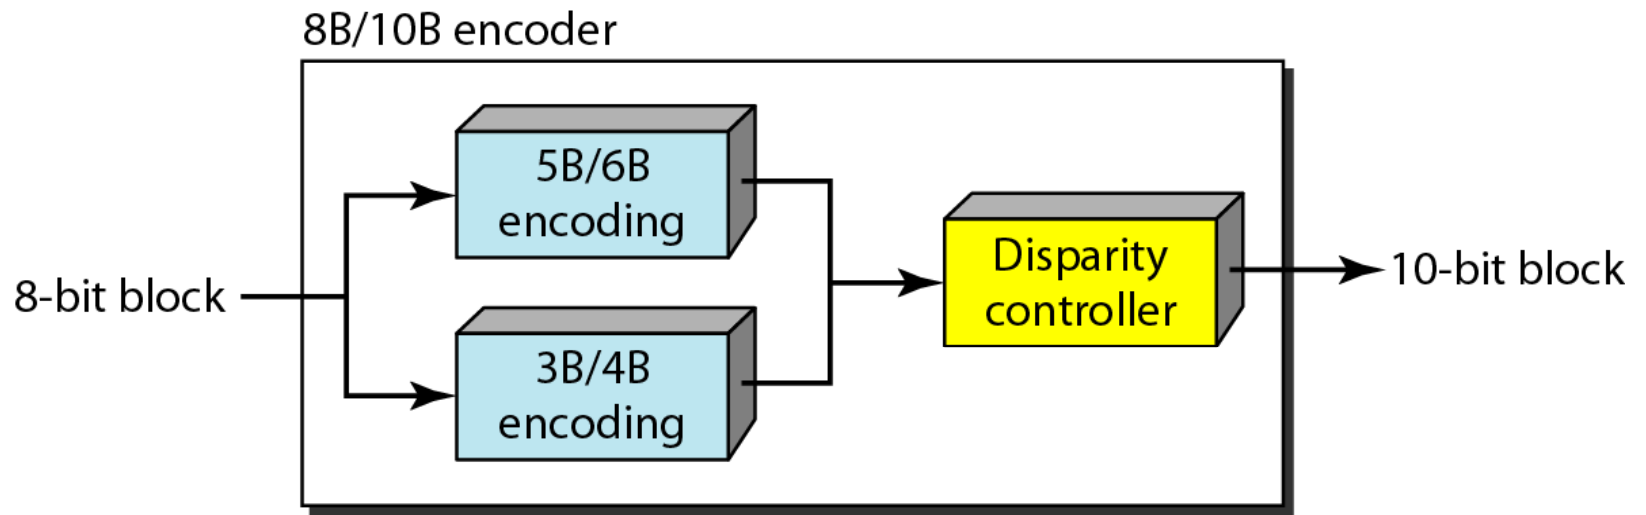 8B/10B encoder
5B/6B
encoding
8-bit block
3B/4B
encoding
Disparity
controller
10-bit block